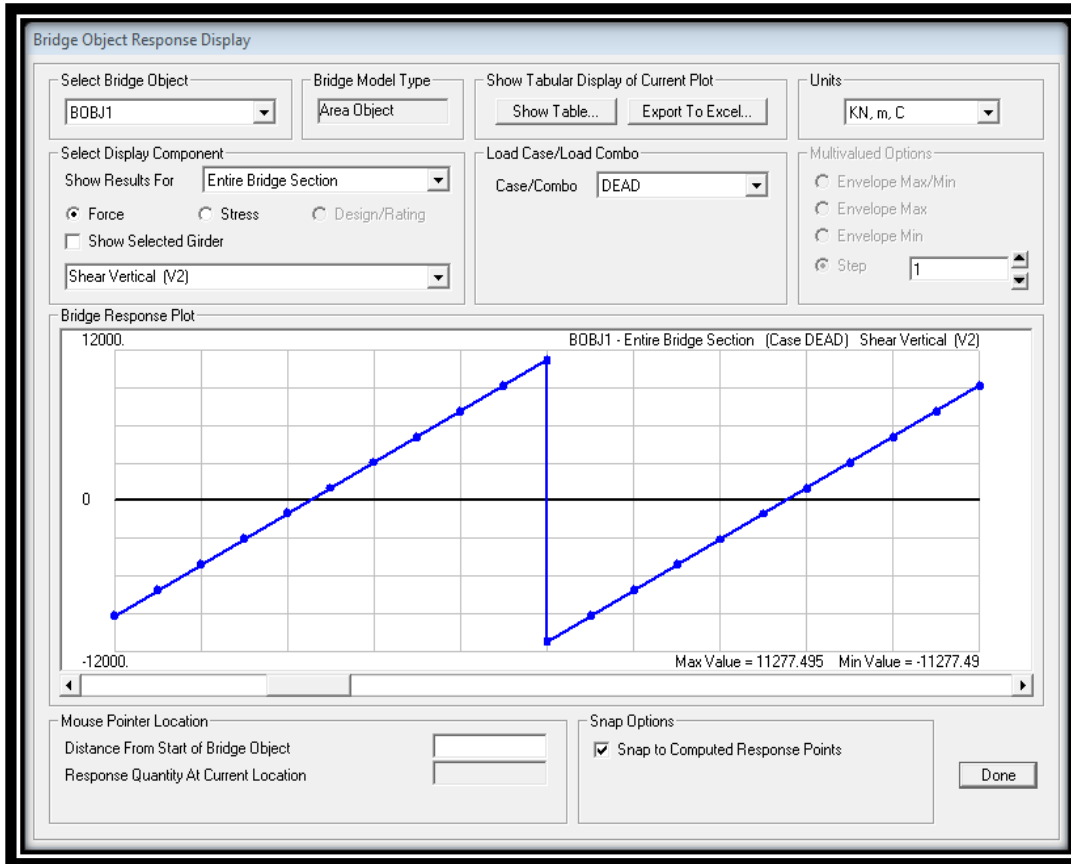 Bridge Object Response Display
Select Bridge Object
BOBJ1
Bridge Model Type
Area Object
Show Tabular Display of Current Plot
Show Table...
Export To Excel...
Units
KN, m, C
Select Display Component
Show Results For
Entire Bridge Section
Force
Stress
Design/Rating
Show Selected Girder
Shear Vertical (V2)
Load Case/Load Combo
Case/Combo
DEAD
Multivalued Options
Envelope Max/Min
Envelope Max
Envelope Min
Step
1
Bridge Response Plot
12000.
BOBJ1 - Entire Bridge Section (Case DEAD) Shear Vertical (V2)
0
-12000.
Max Value = 11277.495 Min Value = -11277.49
Mouse Pointer Location
Distance From Start of Bridge Object
Response Quantity At Current Location
Snap Options
Snap to Computed Response Points
Done